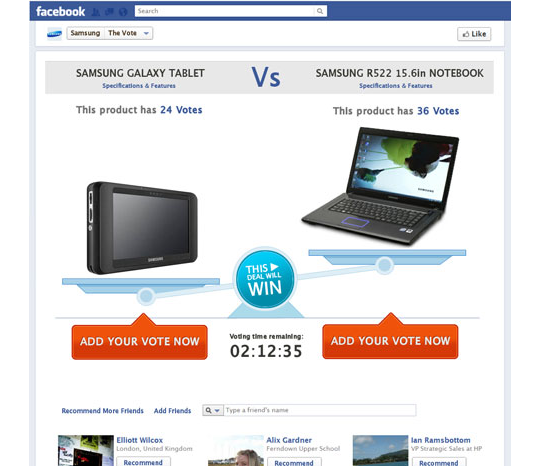 facebook
Search
Samsung The Vote
Like
SAMSUNG GALAXY TABLET
Vs
SAMSUNG R522 15.6in NOTEBOOK
Specifications & Features
Specifications & Features
This product has 24 Votes
This product has 36 Votes
SAMSUNG
THIS
DEAL WILL
WIN
ADD YOUR VOTE NOW
Voting time remaining:
02:12:35
ADD YOUR VOTE NOW
Recommend More Friends
Add Friends
Type a friend's name
Elliott Wilcox
London, United Kingdom
Recommend
Alix Gardner
Ferndown Upper School
Recommend
Ian Ramsbottom
VP Strategic Sales at HP
Recommend